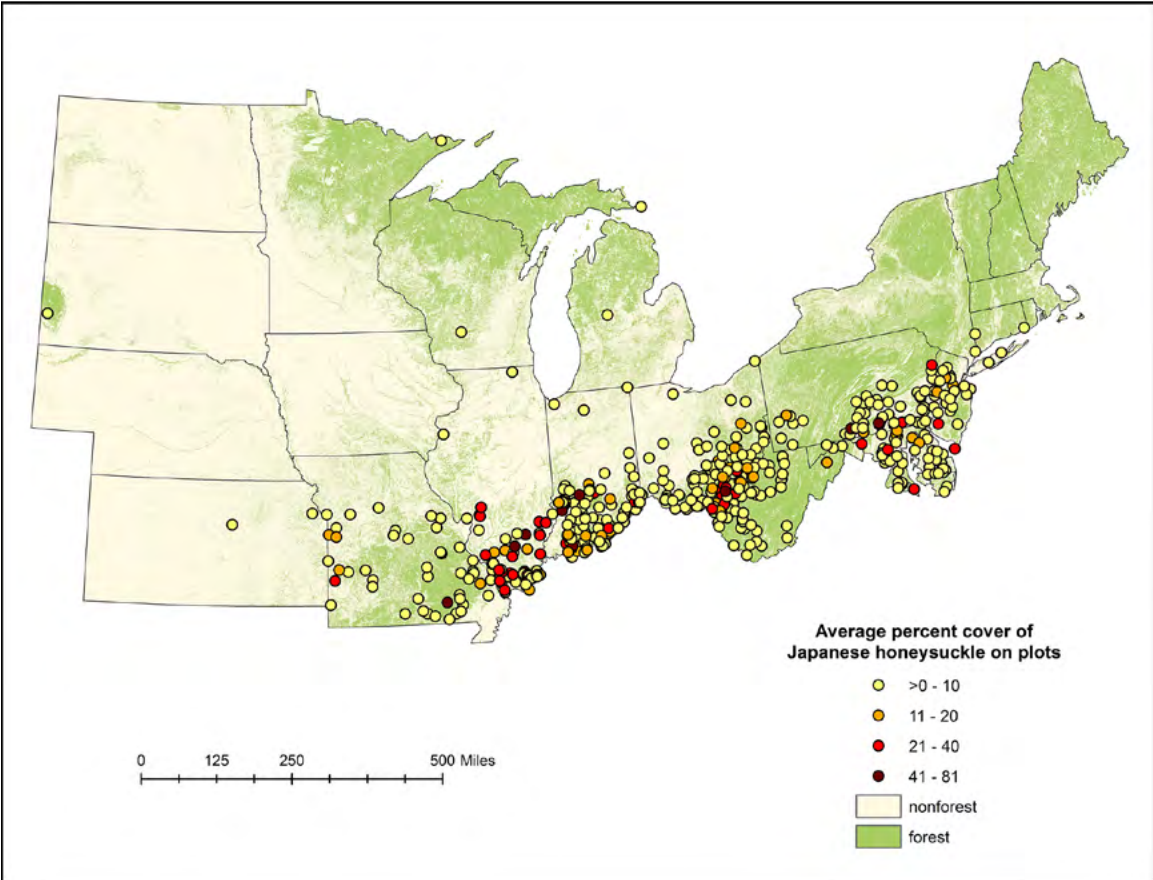 Average percent cover of
Japanese honeysuckle on plots
>0 - 10
11 - 20
21 - 40
41 - 81
nonforest
forest
0 125 250 500 Miles